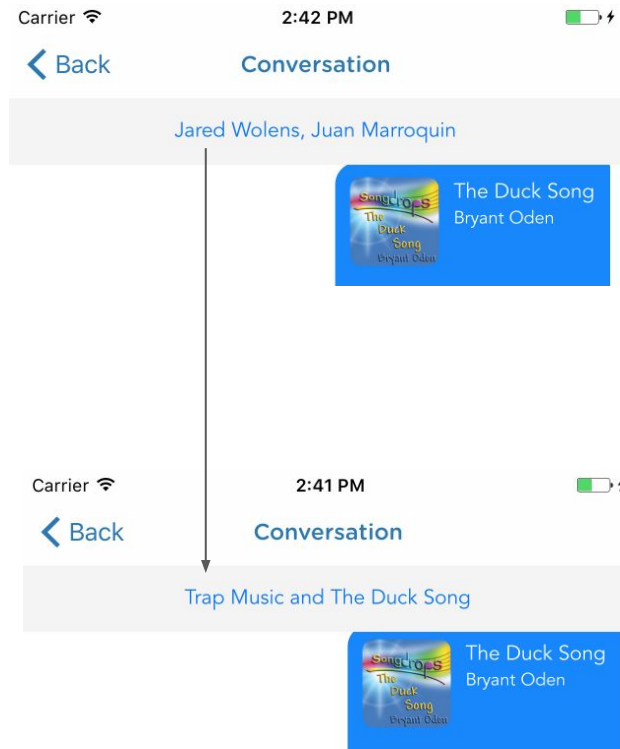 Carrier 2:42 PM
Back Conversation
Jared Wolens, Juan Marroquin
The Duck Song
Bryant Oden
Songdrops
The
Duck
Song
Bryant Oden
Carrier 2:41 PM
Back Conversation
Trap Music and The Duck Song
The Duck Song
Bryant Oden
Songdrops
The
Duck
Song
Bryant Oden